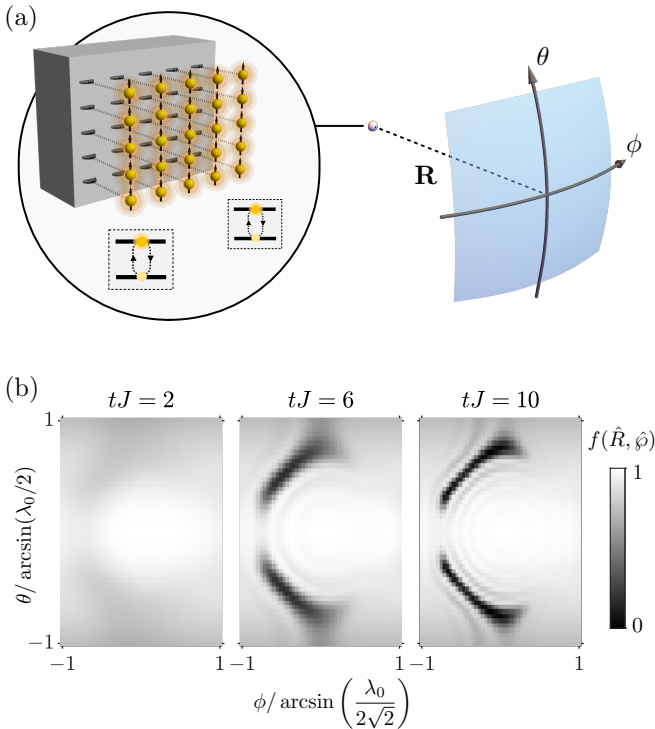 (a)
θ
ϕ
R
(b)
tJ = 2
tJ = 6
tJ = 10
f(R̂, ℘̂)
θ/ arcsin(λ₀/2)
1
−1
−1
1
−1
1
−1
1
1
0
ϕ/ arcsin (λ₀/2√2)